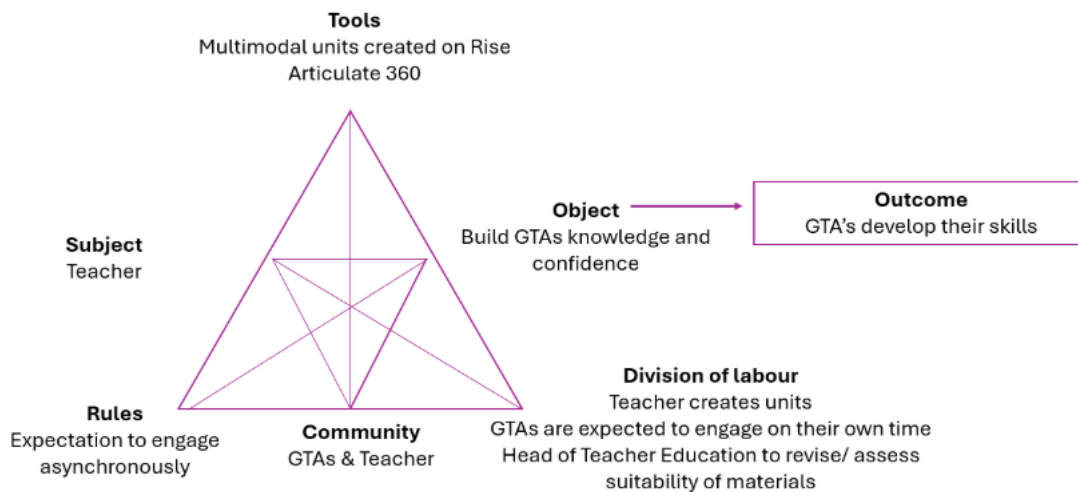 Tools
Multimodal units created on Rise
Articulate 360
Subject
Teacher
Object
Build GTAs knowledge and
confidence
Outcome
GTA's develop their skills
Rules
Expectation to engage
asynchronously
Community
GTAs & Teacher
Division of labour
Teacher creates units
GTAs are expected to engage on their own time
Head of Teacher Education to revise/ assess
suitability of materials